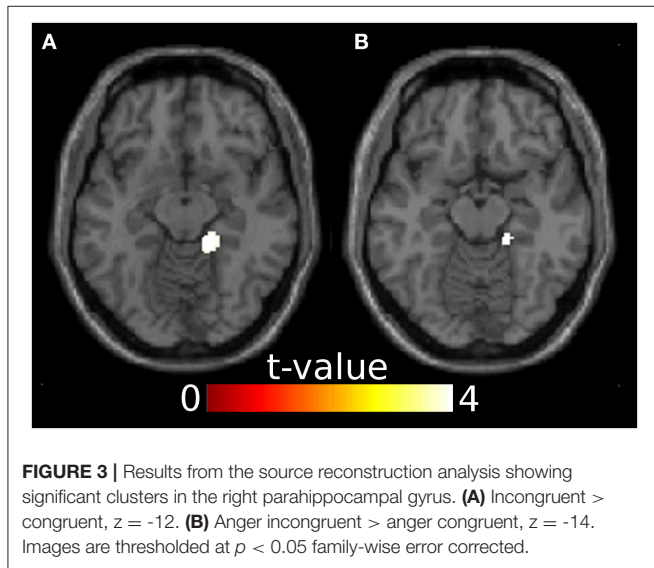 A B
t-value
0 4
FIGURE 3 | Results from the source reconstruction analysis showing
significant clusters in the right parahippocampal gyrus. (A) Incongruent >
congruent, z = -12. (B) Anger incongruent > anger congruent, z = -14.
Images are thresholded at p < 0.05 family-wise error corrected.